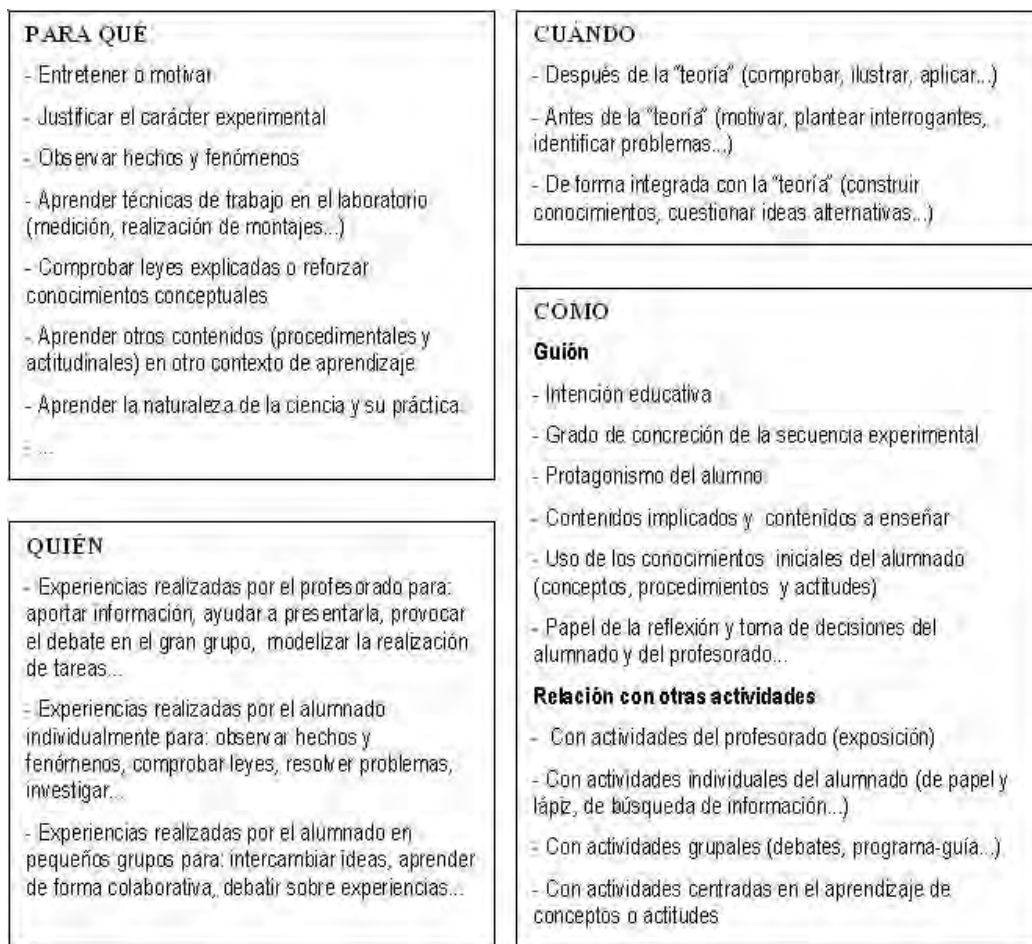 PARA QUÉ
- Entretener o motivar
- Justificar el carácter experimental
- Observar hechos y fenómenos
- Aprender técnicas de trabajo en el laboratorio
(medición, realización de montajes...)
- Comprobar leyes explicadas o reforzar
conocimientos conceptuales
- Aprender otros contenidos (procedimentales y
actitudinales) en otro contexto de aprendizaje
- Aprender la naturaleza de la ciencia y su práctica.
- ...
QUIÉN
- Experiencias realizadas por el profesorado para:
aportar información, ayudar a presentarla, provocar
el debate en el gran grupo, modelizar la realización
de tareas...
- Experiencias realizadas por el alumnado
individualmente para: observar hechos y
fenómenos, comprobar leyes, resolver problemas,
investigar...
- Experiencias realizadas por el alumnado en
pequeños grupos para: intercambiar ideas, aprender
de forma colaborativa, debatir sobre experiencias...
CUÁNDO
- Después de la "teoría" (comprobar, ilustrar, aplicar...)
- Antes de la "teoría" (motivar, plantear interrogantes,
identificar problemas...)
- De forma integrada con la "teoría" (construir
conocimientos, cuestionar ideas alternativas...)
CÓMO
Guión
- Intención educativa
- Grado de concreción de la secuencia experimental
- Protagonismo del alumno
- Contenidos implicados y contenidos a enseñar
- Uso de los conocimientos iniciales del alumnado
(conceptos, procedimientos y actitudes)
- Papel de la reflexión y toma de decisiones del
alumnado y del profesorado...
Relación con otras actividades
- Con actividades del profesorado (exposición)
- Con actividades individuales del alumnado (de papel y
lápiz, de búsqueda de información...)
- Con actividades grupales (debates, programa-guía...)
- Con actividades centradas en el aprendizaje de
conceptos o actitudes